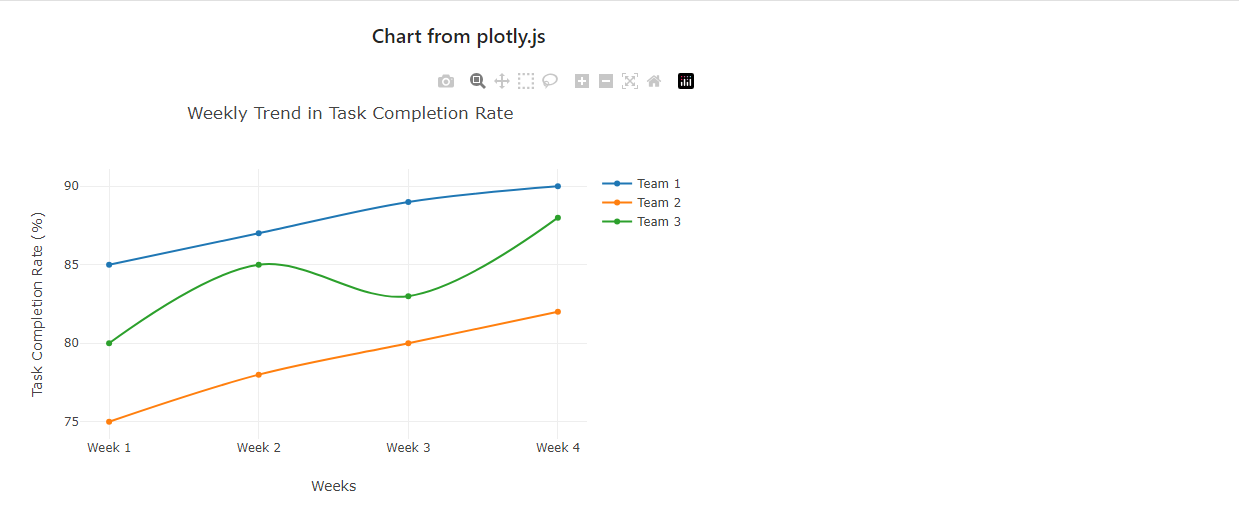 Chart from plotly.js
Weekly Trend in Task Completion Rate
90
85
80
75
Task Completion Rate (%)
Week 1 Week 2 Week 3 Week 4
Weeks
Team 1
Team 2
Team 3